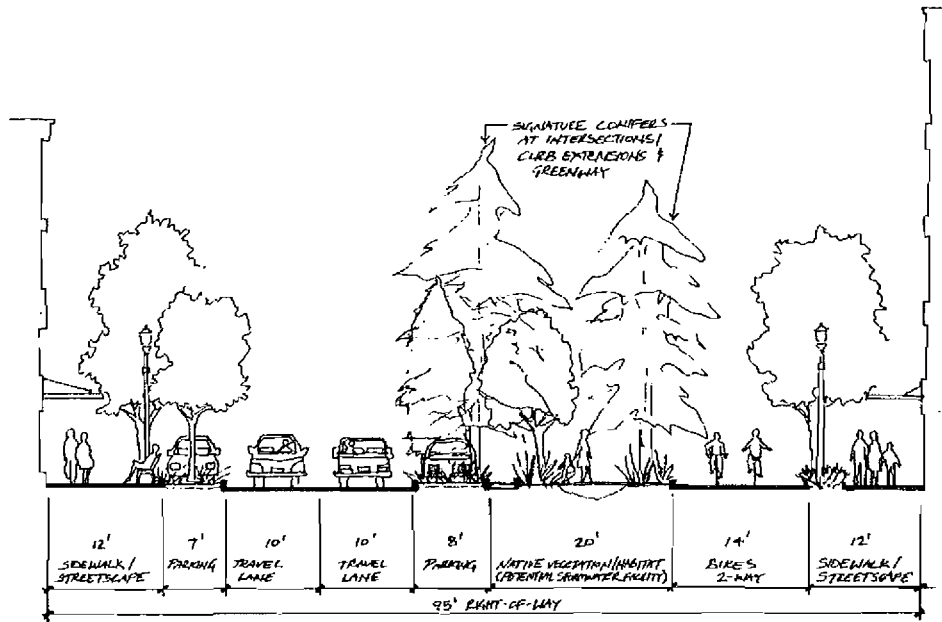 SIGNATURE CONIFERS
AT INTERSECTIONS/
CURB EXTENSIONS &
GREENWAY
12'
SIDEWALK/
STREETSCAPE
7'
PARKING
10'
TRAVEL
LANE
10'
TRAVEL
LANE
8'
PARKING
20'
NATIVE VEGETATION/HABITAT
(POTENTIAL STORMWATER FACILITY)
14'
BIKES
2-WAY
12'
SIDEWALK/
STREETSCAPE
93' RIGHT-OF-WAY